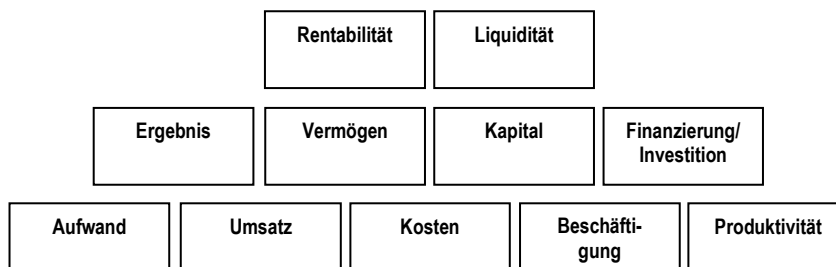 Rentabilität Liquidität
Ergebnis Vermögen Kapital Finanzierung/
Investition
Aufwand Umsatz Kosten Beschäfti- Produktivität
gung